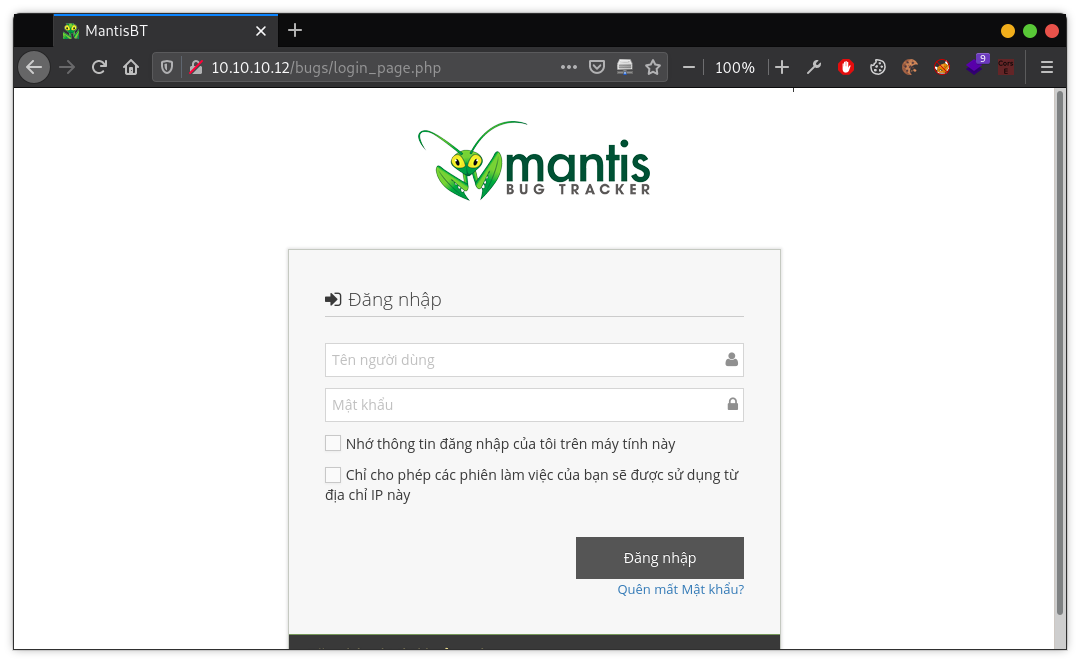 MantisBT
10.10.10.12/bugs/login_page.php
100%
9
mantis
BUG TRACKER
Đăng nhập
Tên người dùng
Mật khẩu
Nhớ thông tin đăng nhập của tôi trên máy tính này
Chỉ cho phép các phiên làm việc của bạn sẽ được sử dụng từ
địa chỉ IP này
Đăng nhập
Quên mất Mật khẩu?